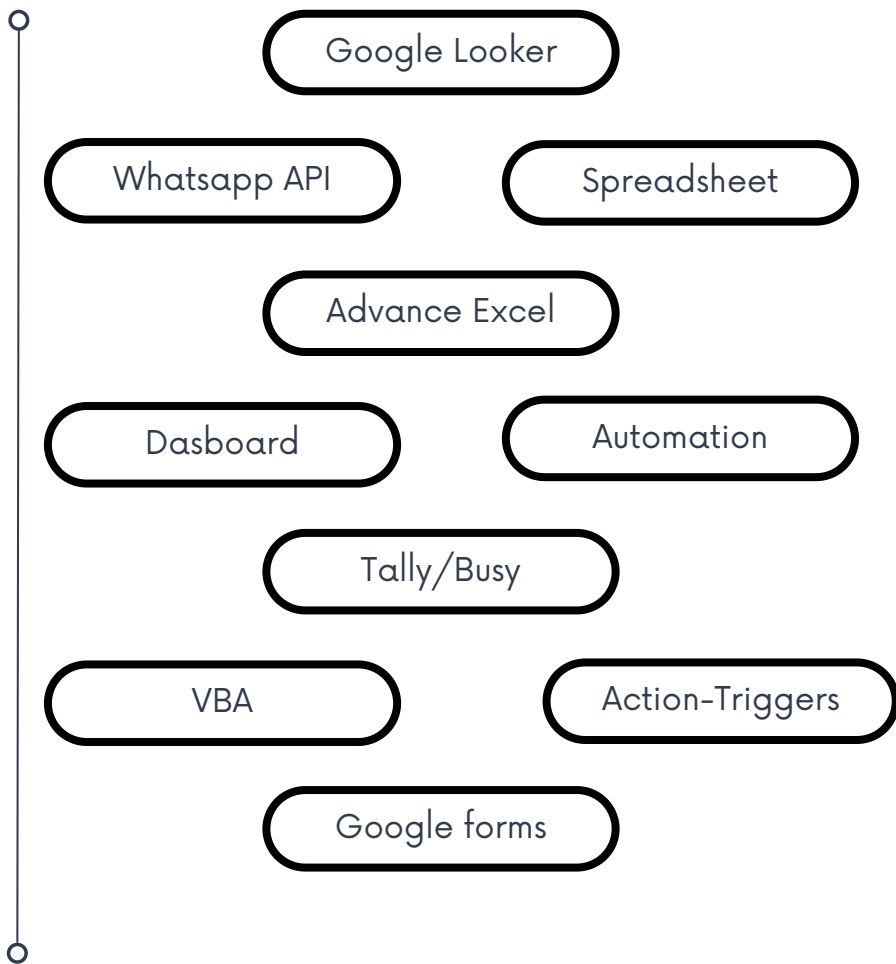 Google Looker
Whatsapp API
Spreadsheet
Advance Excel
Dasboard
Automation
Tally/Busy
VBA
Action-Triggers
Google forms